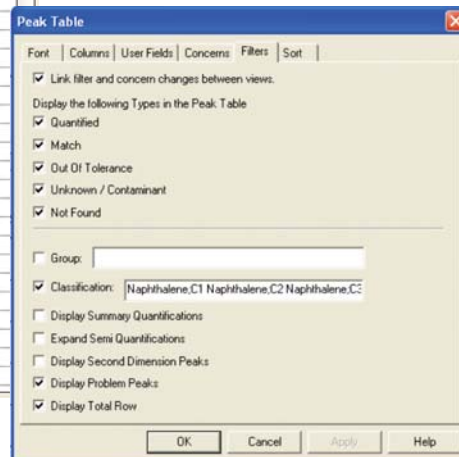 Peak Table
Font Columns User Fields Concerns Filters Sort
Link filter and concern changes between views.
Display the following Types in the Peak Table
Quantified
Match
Out Of Tolerance
Unknown / Contaminant
Not Found
Group:
Classification: Naphthalene,C1 Naphthalene,C2 Naphthalene,C3
Display Summary Quantifications
Expand Semi Quantifications
Display Second Dimension Peaks
Display Problem Peaks
Display Total Row
OK Cancel Apply Help